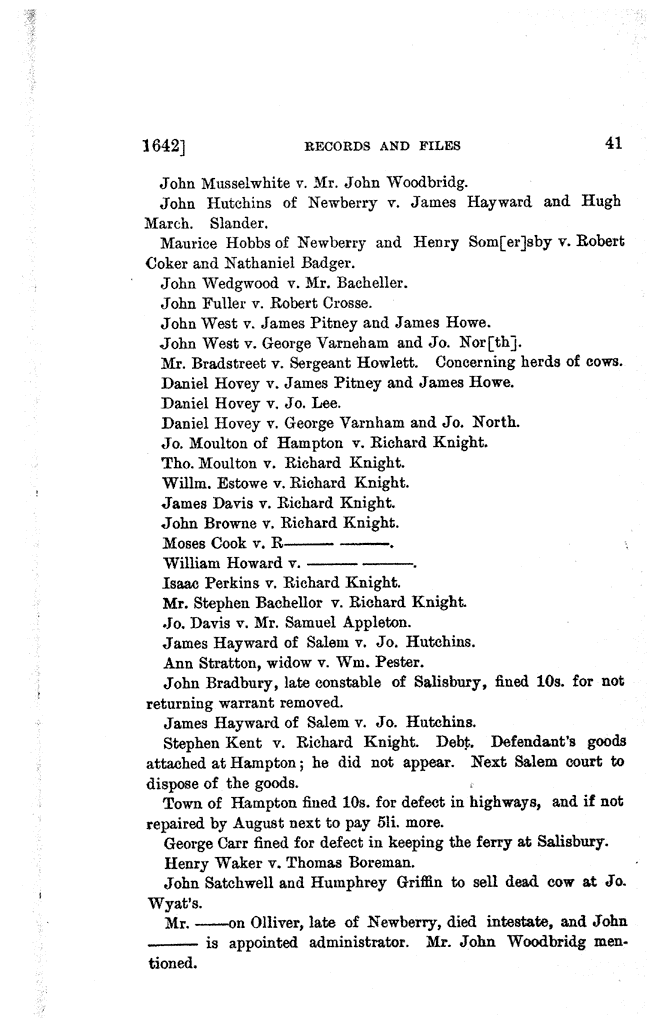 1642] RECORDS AND FILES 41
John Musselwhite v. Mr. John Woodbridg.
John Hutchins of Newberry v. James Hayward and Hugh
March. Slander.
Maurice Hobbs of Newberry and Henry Som[er]sby v. Robert
Coker and Nathaniel Badger.
John Wedgwood v. Mr. Bacheller.
John Fuller v. Robert Crosse.
John West v. James Pitney and James Howe.
John West v. George Varneham and Jo. Nor[th].
Mr. Bradstreet v. Sergeant Howlett. Concerning herds of cows.
Daniel Hovey v. James Pitney and James Howe.
Daniel Hovey v. Jo. Lee.
Daniel Hovey v. George Varnham and Jo. North.
Jo. Moulton of Hampton v. Richard Knight.
Tho. Moulton v. Richard Knight.
Willm. Estowe v. Richard Knight.
James Davis v. Richard Knight.
John Browne v. Richard Knight.
Moses Cook v. R—— ——.
William Howard v. —— ——.
Isaac Perkins v. Richard Knight.
Mr. Stephen Bachellor v. Richard Knight.
Jo. Davis v. Mr. Samuel Appleton.
James Hayward of Salem v. Jo. Hutchins.
Ann Stratton, widow v. Wm. Pester.
John Bradbury, late constable of Salisbury, fined 10s. for not
returning warrant removed.
James Hayward of Salem v. Jo. Hutchins.
Stephen Kent v. Richard Knight. Debt. Defendant's goods
attached at Hampton; he did not appear. Next Salem court to
dispose of the goods.
Town of Hampton fined 10s. for defect in highways, and if not
repaired by August next to pay 5li. more.
George Carr fined for defect in keeping the ferry at Salisbury.
Henry Waker v. Thomas Boreman.
John Satchwell and Humphrey Griffin to sell dead cow at Jo.
Wyat's.
Mr. ——on Olliver, late of Newberry, died intestate, and John
—— is appointed administrator. Mr. John Woodbridg men-
tioned.